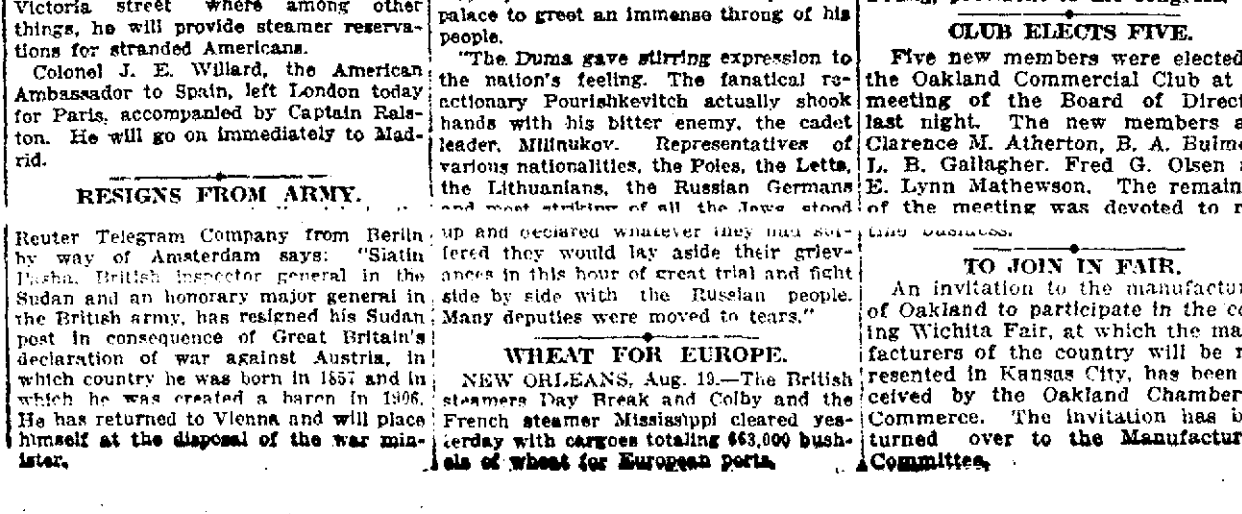 Victoria street where among other
things, he will provide steamer reserva-
tions for stranded Americans.
Colonel J. E. Willard, the American
Ambassador to Spain, left London today
for Paris, accompanied by Captain Rals-
ton. He will go on immediately to Mad-
rid.
RESIGNS FROM ARMY.
Reuter Telegram Company from Berlin
by way of Amsterdam says: "Slatin
Pasha, British inspector general in the
Sudan and an honorary major general in
the British army, has resigned his Sudan
post in consequence of Great Britain's
declaration of war against Austria, in
which country he was born in 1857 and in
which he was created a baron in 1906.
He has returned to Vienna and will place
himself at the disposal of the war min-
ister.
palace to greet an immense throng of his
people.
"The Duma gave stirring expression to
the nation's feeling. The fanatical re-
actionary Pourishkevitch actually shook
hands with his bitter enemy, the cadet
leader, Milinukov. Representatives of
various nationalities, the Poles, the Letts,
the Lithuanians, the Russian Germans
and most striking of all the Jews stood
up and declared whatever they had suf-
fered they would lay aside their griev-
ances in this hour of great trial and fight
side by side with the Russian people.
Many deputies were moved to tears."
WHEAT FOR EUROPE.
NEW ORLEANS, Aug. 19.—The British
steamers Day Break and Colby and the
French steamer Mississippi cleared yes-
terday with cargoes totaling 663,000 bush-
els of wheat for European ports.
CLUB ELECTS FIVE.
Five new members were elected
the Oakland Commercial Club at
meeting of the Board of Direct
last night. The new members a
Clarence M. Atherton, B. A. Bulme
L. B. Gallagher. Fred G. Olsen
E. Lynn Mathewson. The remain
of the meeting was devoted to r
tine business.
TO JOIN IN FAIR.
An invitation to the manufactur
of Oakland to participate in the co
ing Wichita Fair, at which the ma
facturers of the country will be r
resented in Kansas City, has been
ceived by the Oakland Chamber
Commerce. The invitation has b
turned over to the Manufactur
Committee.